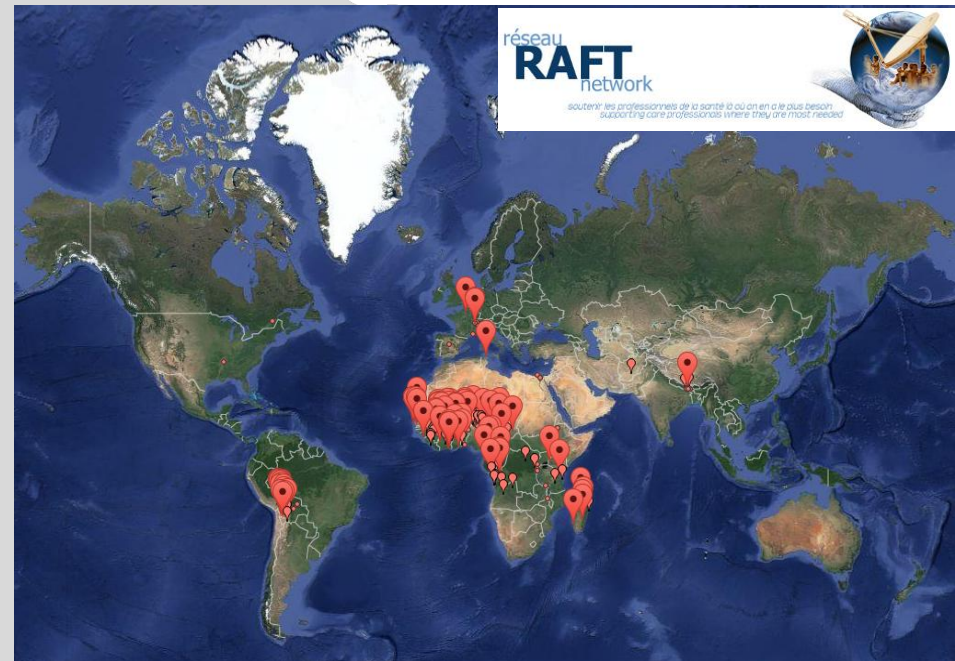 réseau
RAFT
network
soutenir les professionnels de la santé là où on en a le plus besoin
supporting care professionals where they are most needed